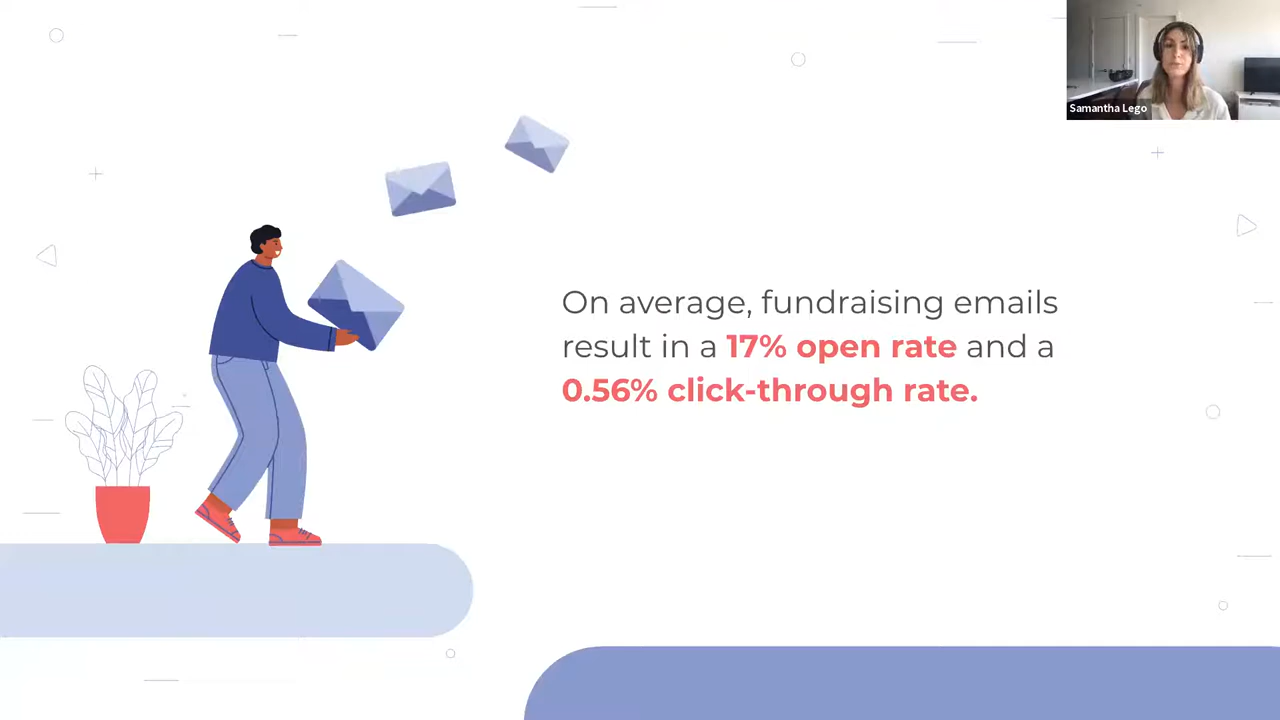 Samantha Lego
On average, fundraising emails
result in a 17% open rate and a
0.56% click-through rate.